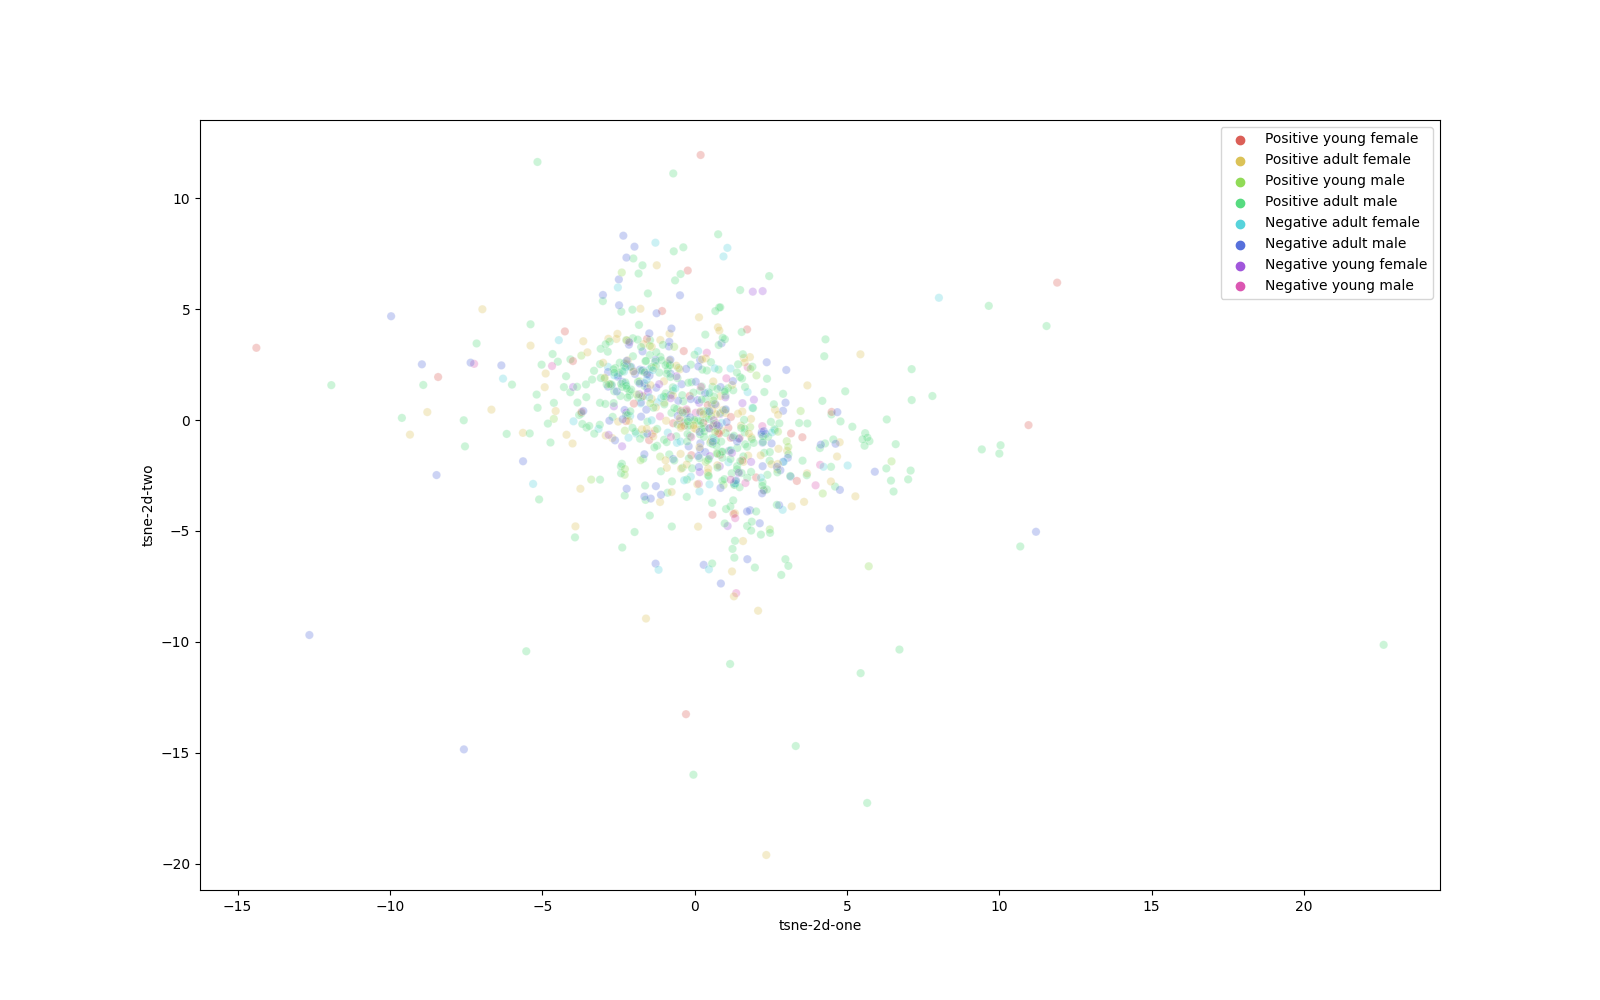 Positive young female
Positive adult female
Positive young male
Positive adult male
Negative adult female
Negative adult male
Negative young female
Negative young male
10
5
0
−5
−10
−15
−20
tsne-2d-two
−15 −10 −5 0 5 10 15 20
tsne-2d-one